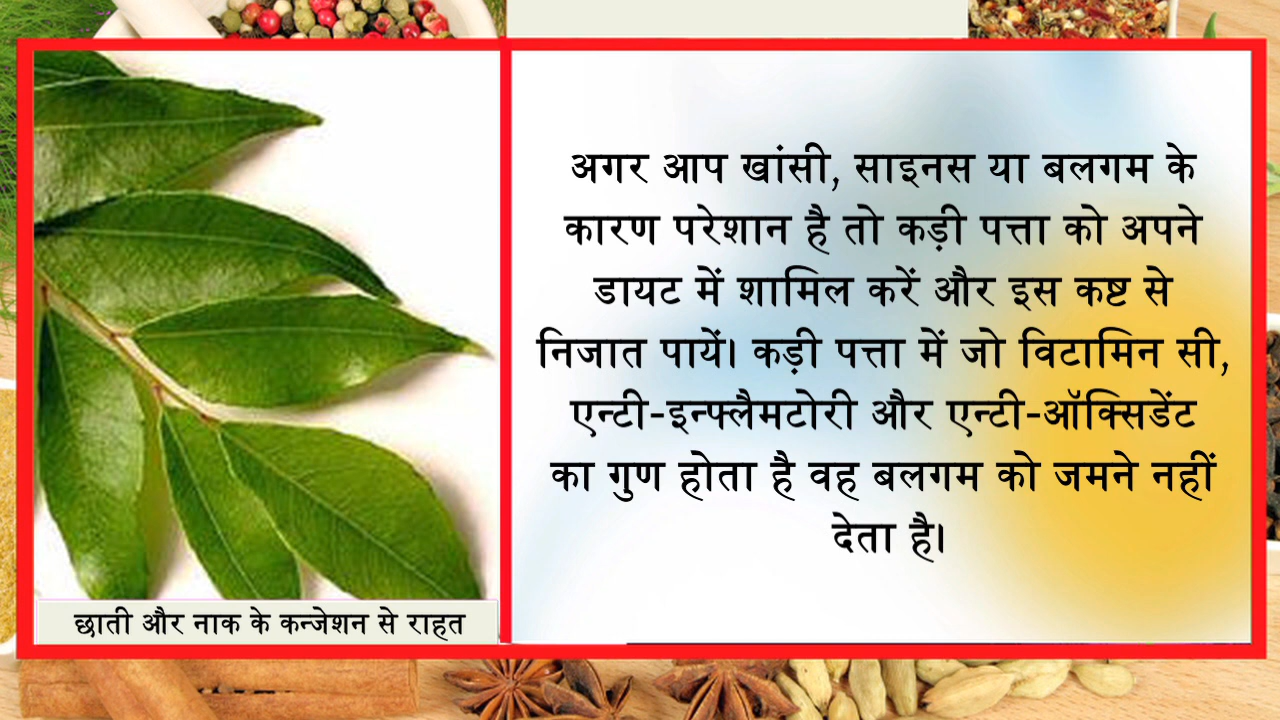 अगर आप खांसी, साइनस या बलगम के
कारण परेशान है तो कड़ी पत्ता को अपने
डायट में शामिल करें और इस कष्ट से
निजात पायें। कड़ी पत्ता में जो विटामिन सी,
एन्टी-इन्फ्लैमटोरी और एन्टी-ऑक्सिडेंट
का गुण होता है वह बलगम को जमने नहीं
देता है।
छाती और नाक के कन्जेशन से राहत